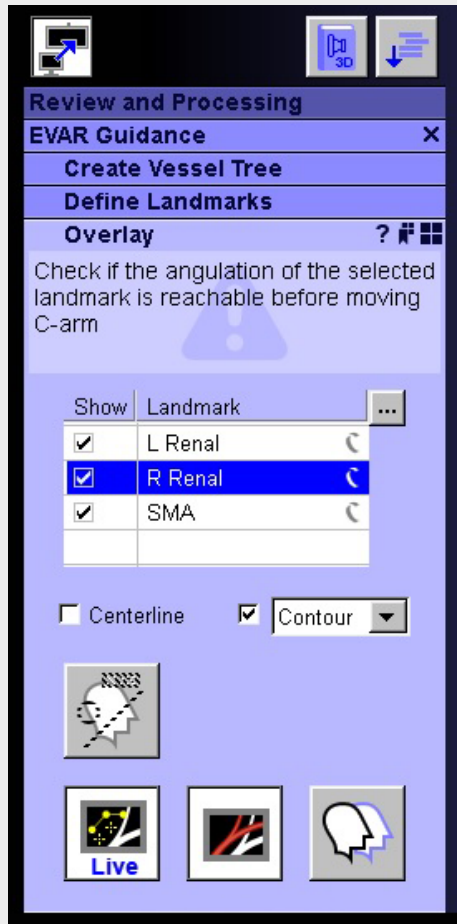 3D
Review and Processing
EVAR Guidance
Create Vessel Tree
Define Landmarks
Overlay ?
Check if the angulation of the selected
landmark is reachable before moving
C-arm
Show Landmark ...
L Renal
R Renal
SMA
Centerline Contour
Live